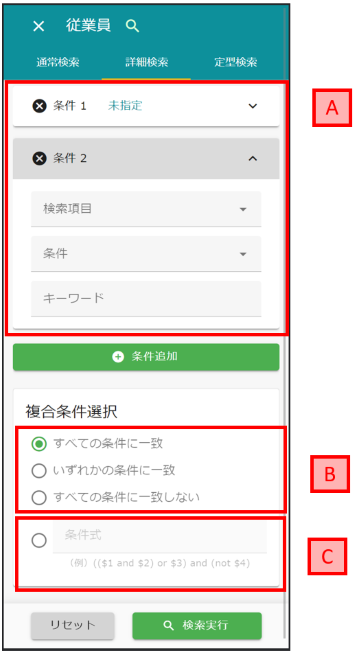 従業員
通常検索 詳細検索 定型検索
条件 1 未指定
A
条件 2
検索項目
条件
キーワード
条件追加
複合条件選択
すべての条件に一致
いずれかの条件に一致
すべての条件に一致しない
B
条件式
(例) (($1 and $2) or $3) and (not $4)
C
リセット 検索実行